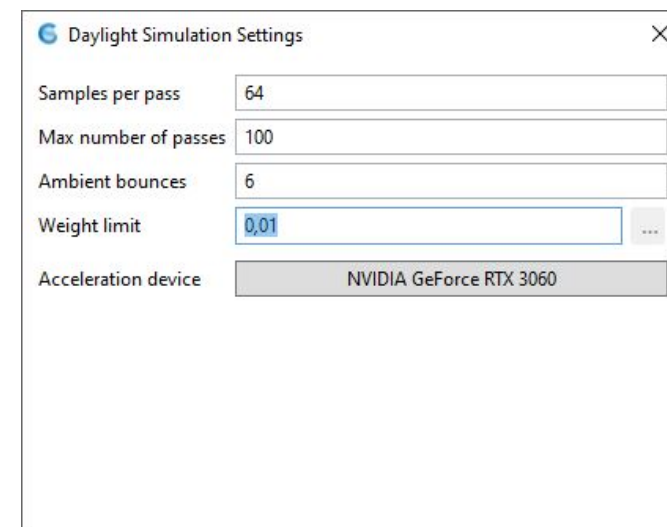 Daylight Simulation Settings
Samples per pass 64
Max number of passes 100
Ambient bounces 6
Weight limit 0,01 ...
Acceleration device NVIDIA GeForce RTX 3060